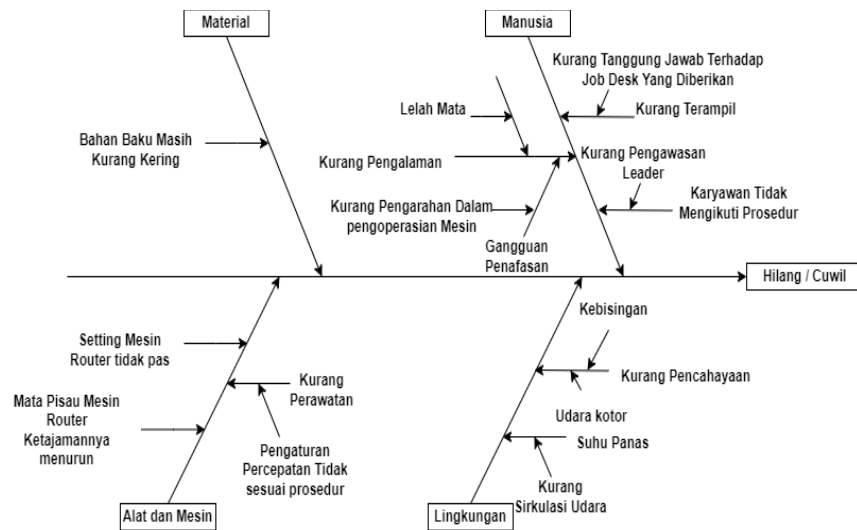 Material
Manusia
Kurang Tanggung Jawab Terhadap
Job Desk Yang Diberikan
Lelah Mata
Kurang Terampil
Bahan Baku Masih
Kurang Kering
Kurang Pengalaman
Kurang Pengawasan
Leader
Kurang Pengarahan Dalam
pengoperasian Mesin
Karyawan Tidak
Mengikuti Prosedur
Gangguan
Penafasan
Hilang / Cuwil
Setting Mesin
Router tidak pas
Kebisingan
Kurang
Perawatan
Kurang Pencahayaan
Mata Pisau Mesin
Router
Ketajamannya
menurun
Udara kotor
Suhu Panas
Pengaturan
Percepatan Tidak
sesuai prosedur
Kurang
Sirkulasi Udara
Alat dan Mesin
Lingkungan